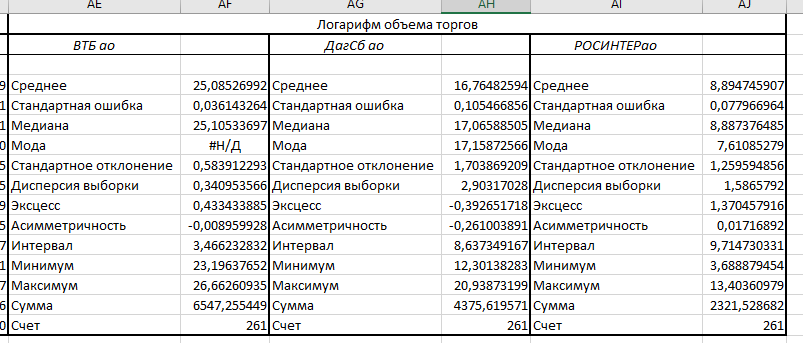 AE AF AG AH AI AJ
Логарифм объема торгов
ВТБ ао ДагСб ао РОСИНТЕРао
9 Среднее 25,08526992 Среднее 16,76482594 Среднее 8,894745907
1 Стандартная ошибка 0,036143264 Стандартная ошибка 0,105466856 Стандартная ошибка 0,077966964
1 Медиана 25,10533697 Медиана 17,06588505 Медиана 8,887376485
0 Мода #Н/Д Мода 17,15872566 Мода 7,61085279
5 Стандартное отклонение 0,583912293 Стандартное отклонение 1,703869209 Стандартное отклонение 1,259594856
5 Дисперсия выборки 0,340953566 Дисперсия выборки 2,90317028 Дисперсия выборки 1,5865792
9 Эксцесс 0,433433885 Эксцесс -0,392651718 Эксцесс 1,370457916
5 Асимметричность -0,008959928 Асимметричность -0,261003891 Асимметричность 0,01716892
7 Интервал 3,466232832 Интервал 8,637349167 Интервал 9,714730331
1 Минимум 23,19637652 Минимум 12,30138283 Минимум 3,688879454
7 Максимум 26,66260935 Максимум 20,93873199 Максимум 13,40360979
6 Сумма 6547,255449 Сумма 4375,619571 Сумма 2321,528682
0 Счет 261 Счет 261 Счет 261